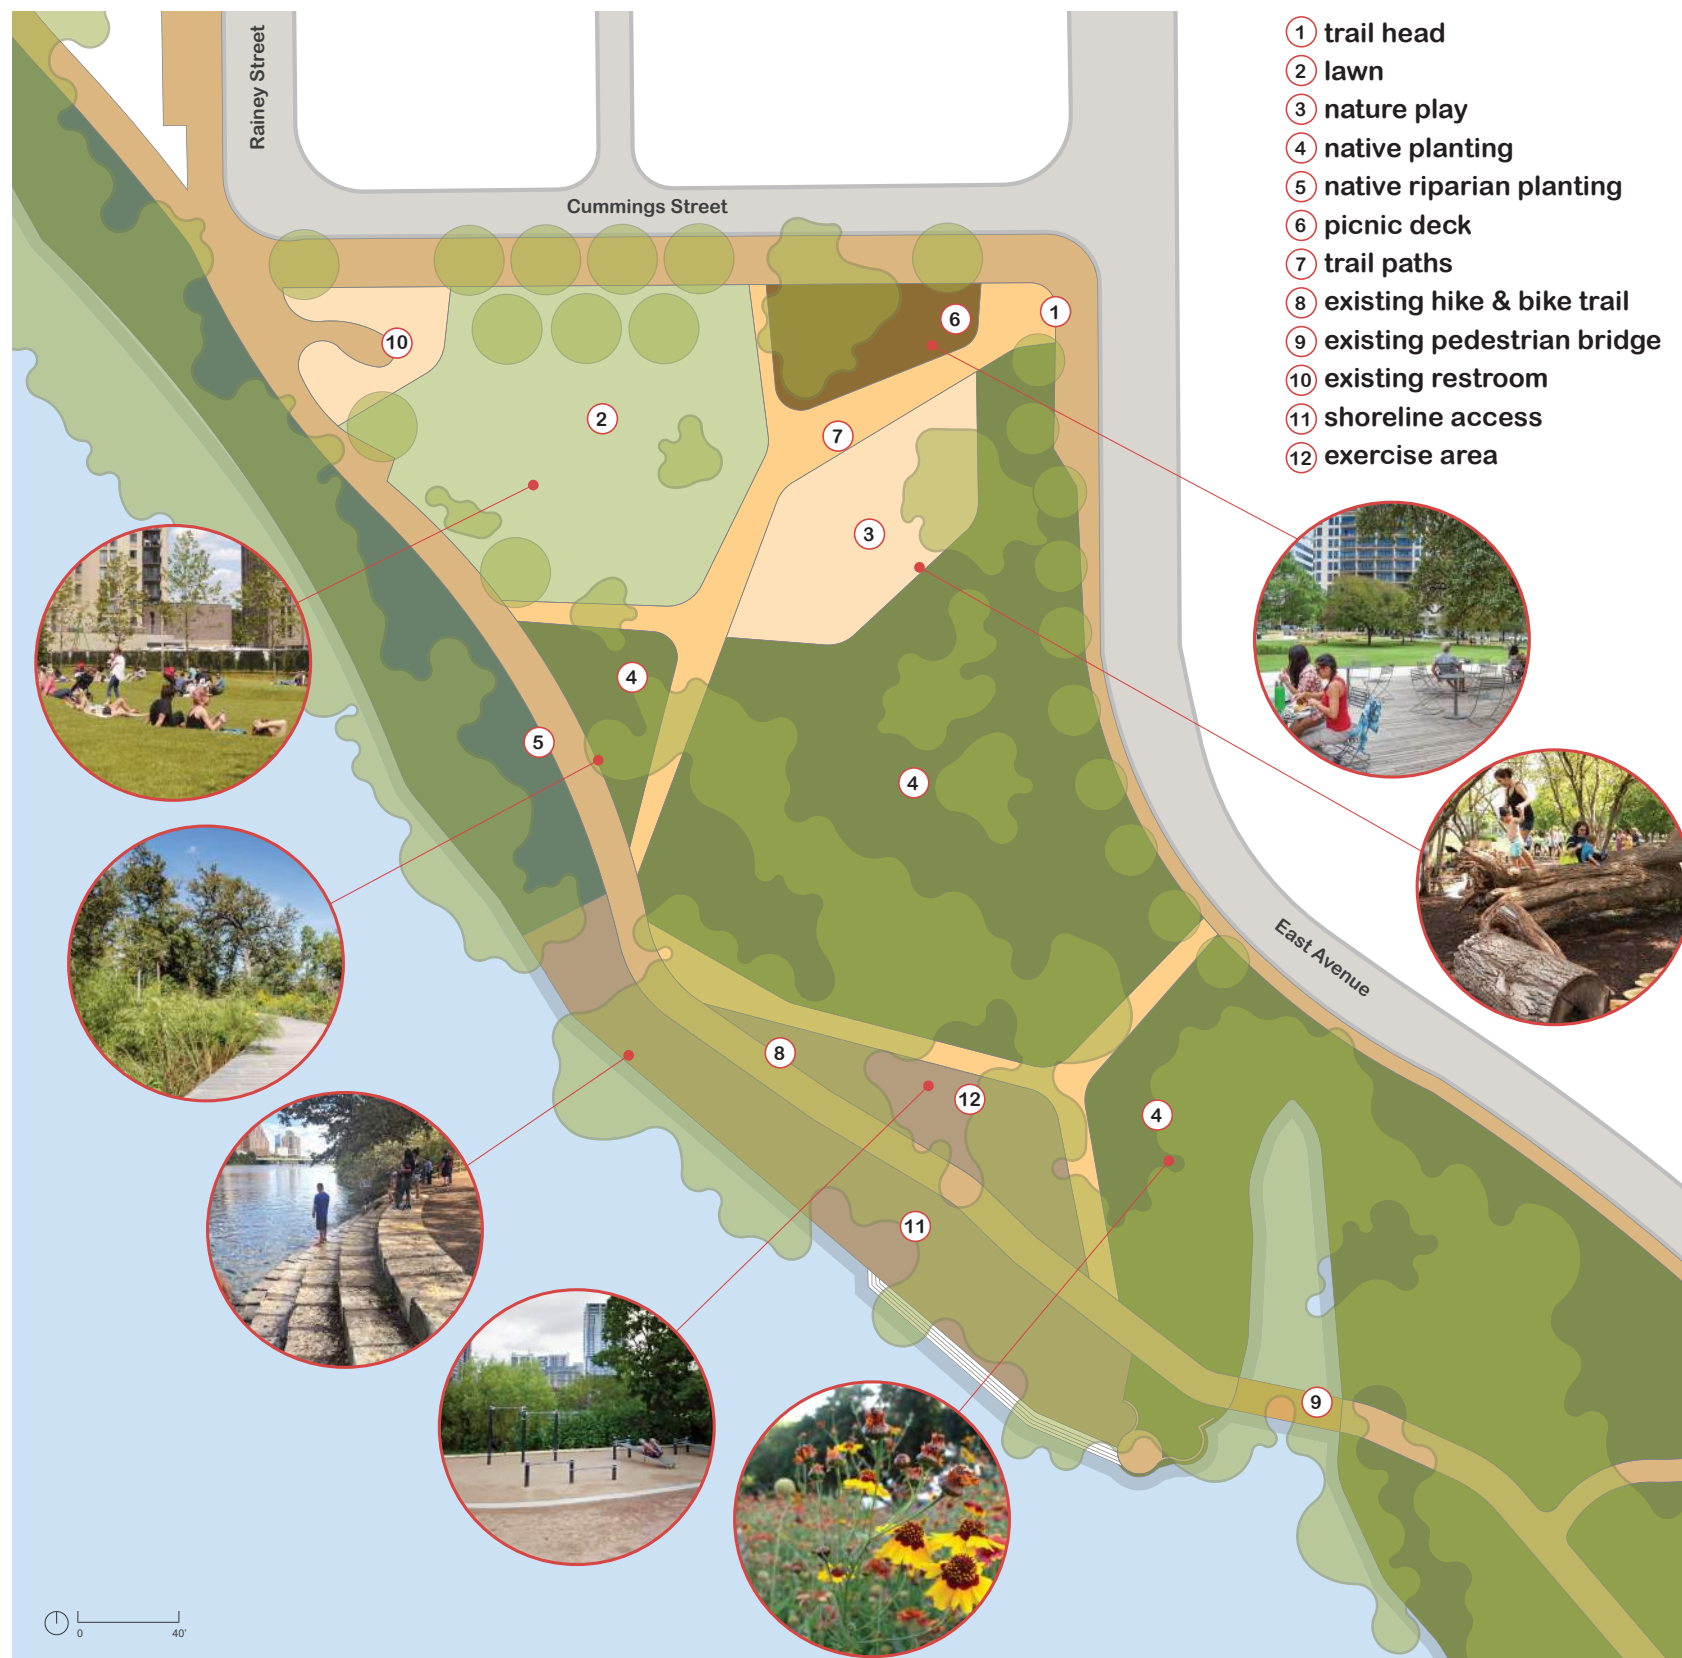 Rainey Street
Cummings Street
East Avenue
1 trail head
2 lawn
3 nature play
4 native planting
5 native riparian planting
6 picnic deck
7 trail paths
8 existing hike & bike trail
9 existing pedestrian bridge
10 existing restroom
11 shoreline access
12 exercise area
6
1
10
2
7
3
4
5
4
8
12
4
11
9
0 40'